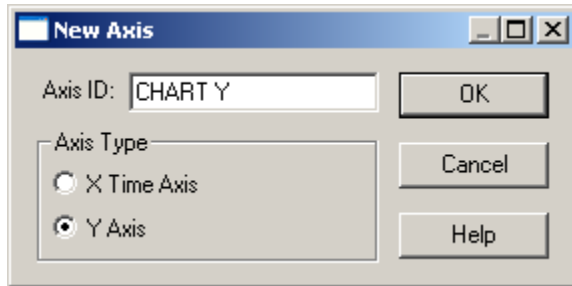 New Axis
Axis ID: CHART Y
OK
Axis Type
X Time Axis
Cancel
Y Axis
Help